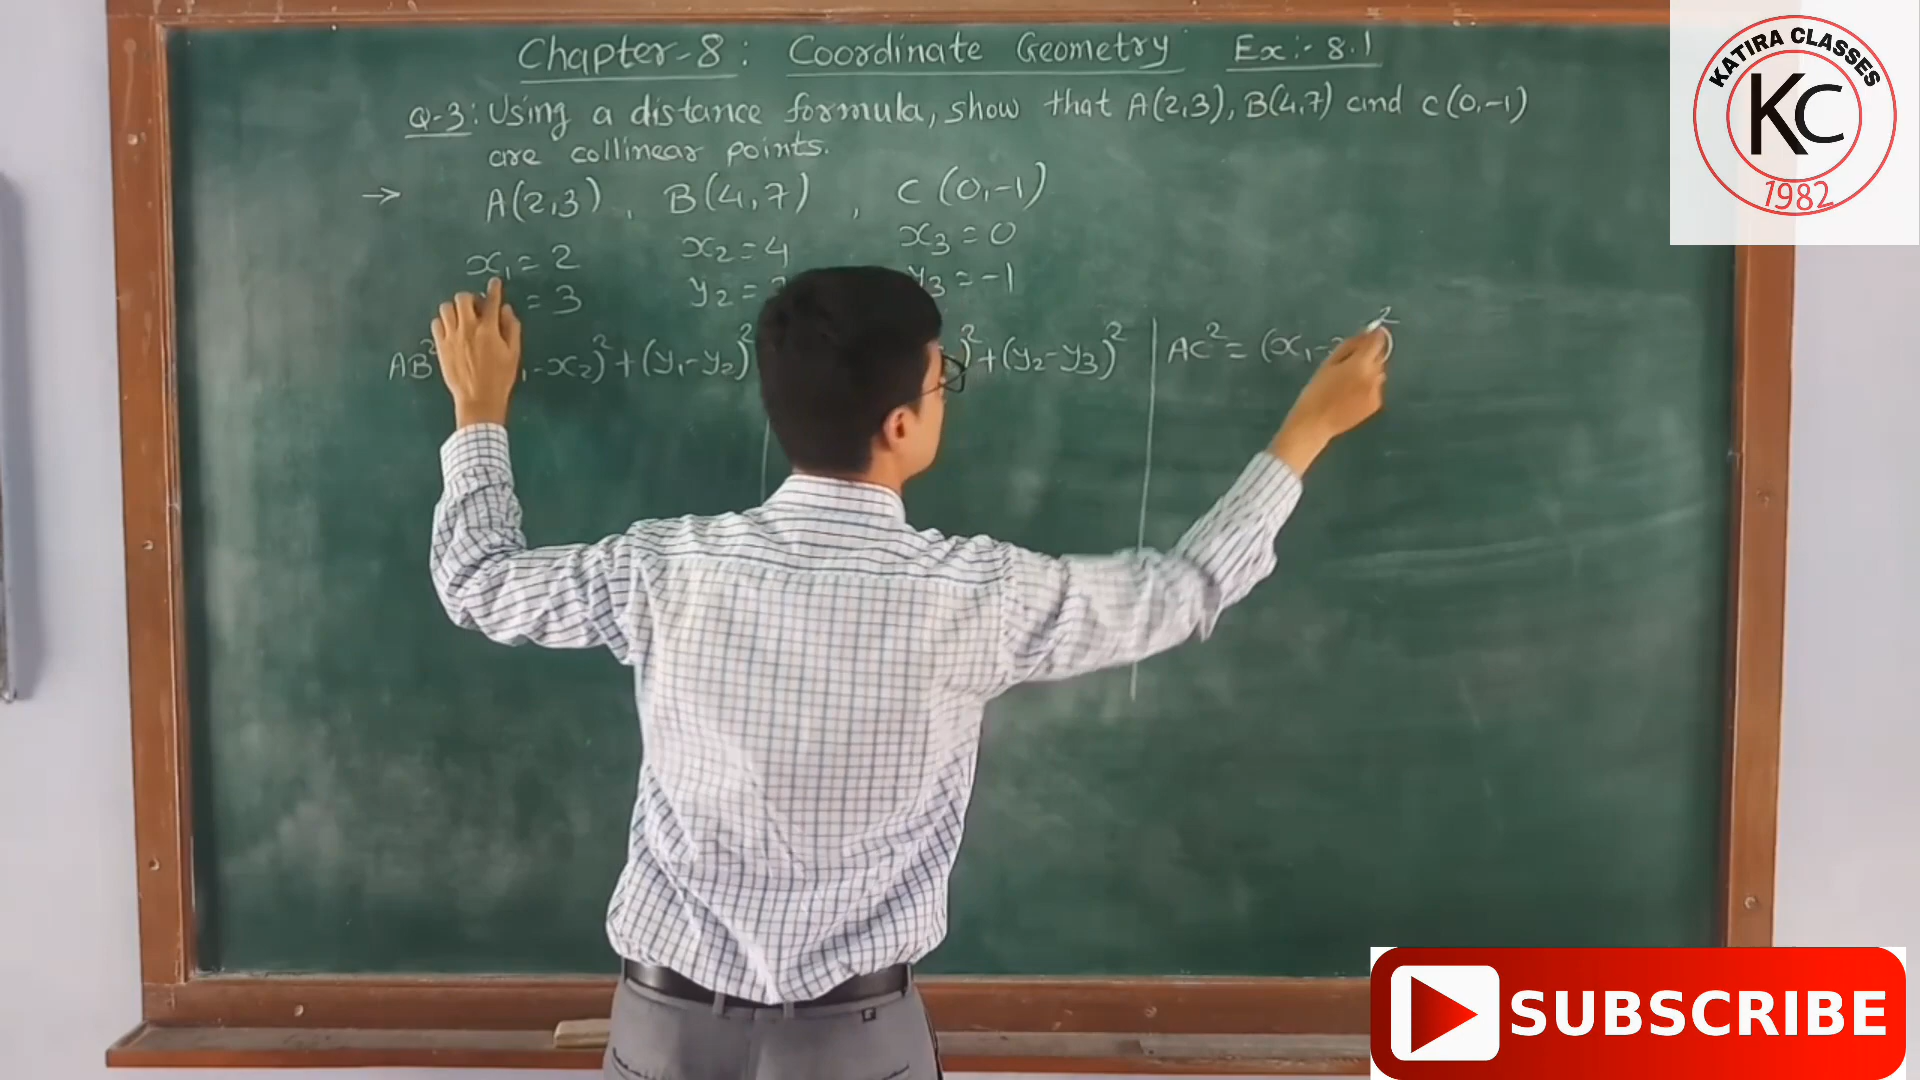 Chapter-8: Coordinate Geometry Ex:- 8.1
Q-3: Using a distance formula, show that A(2,3), B(4,7) and C(0,-1)
are collinear points.
→ A(2,3), B(4,7), C(0,-1)
x₁=2 x₂=4 x₃=0
=3 y₂= y₃=-1
AB² -x₂)²+(y₁-y₂)² )²+(y₂-y₃)² AC²=(x₁- )²
KATIRA CLASSES
KC
1982
SUBSCRIBE